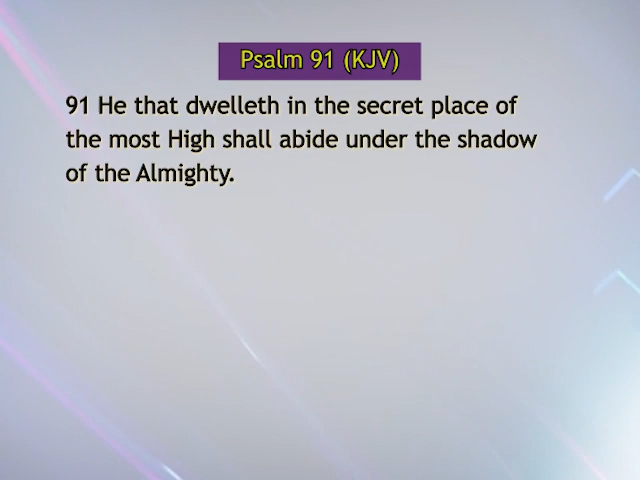 Psalm 91 (KJV)
91 He that dwelleth in the secret place of
the most High shall abide under the shadow
of the Almighty.